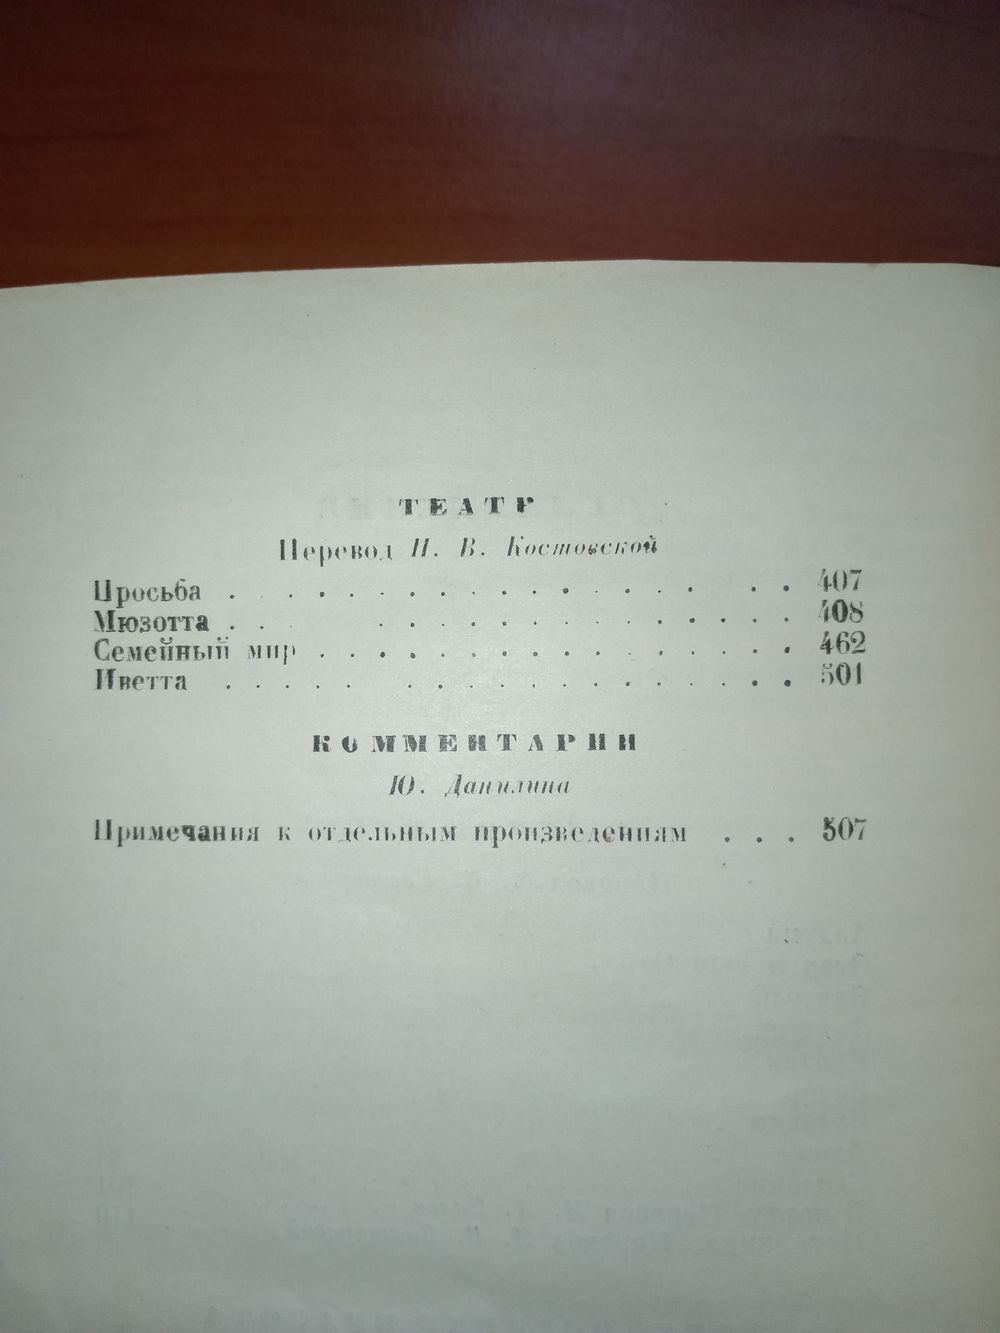 ТЕАТР
Перевод Н. В. Костовской
Просьба . . . . . . . . . . . . . . . . . 407
Мюзотта . . . . . . . . . . . . . . . . . 408
Семейный мир . . . . . . . . . . . . . . . . 462
Иветта . . . . . . . . . . . . . . . . . . 501
КОММЕНТАРИИ
Ю. Данилина
Примечания к отдельным произведениям . . . 507